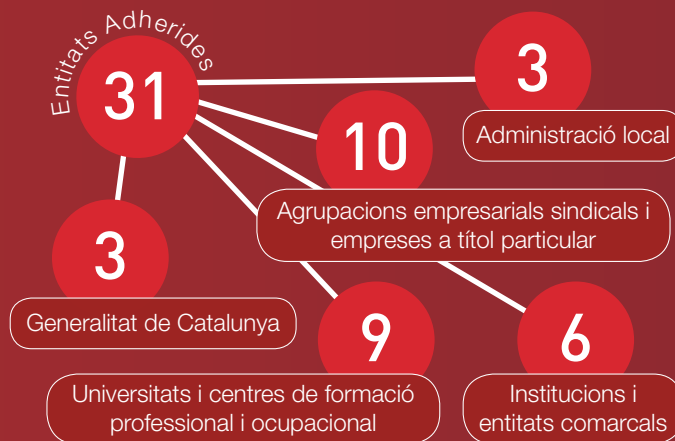 Entitats Adherides
31
3
Administració local
10
Agrupacions empresarials sindicals i
empreses a títol particular
3
Generalitat de Catalunya
9
Universitats i centres de formació
professional i ocupacional
6
Institucions i
entitats comarcals